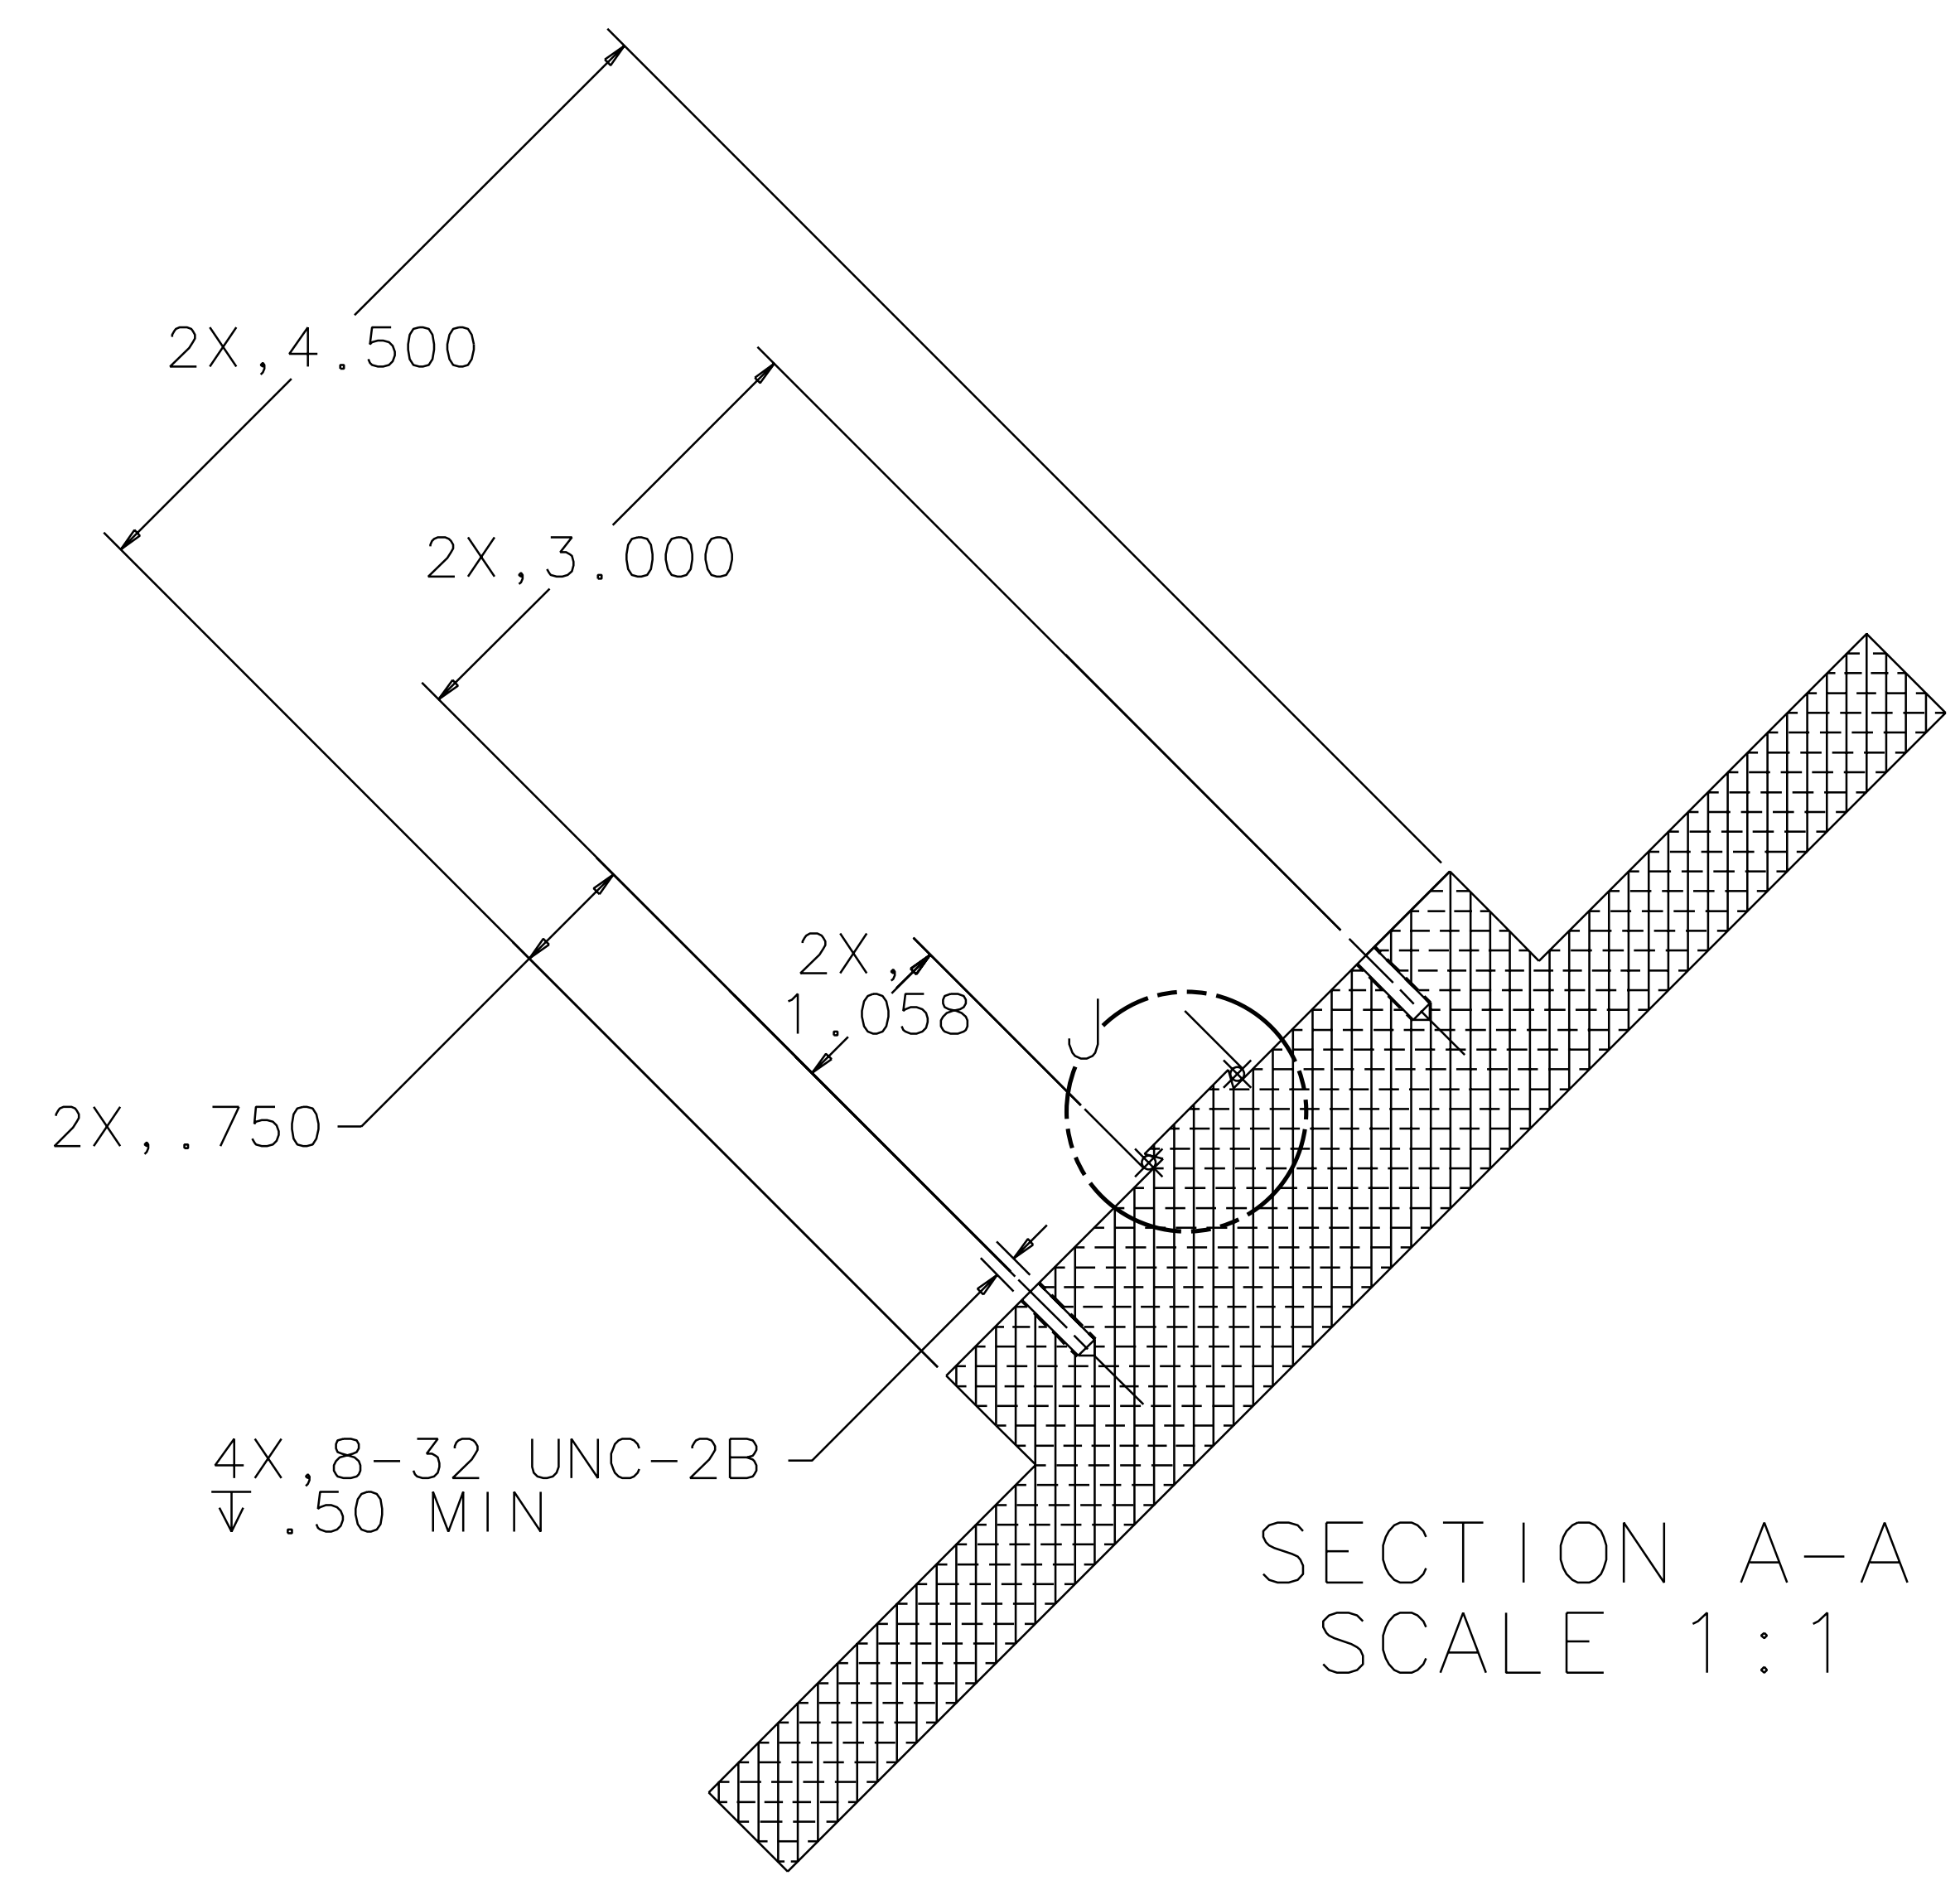 2X,4.500
2X,3.000
2X,
1.058
J
2X,.750
4X,8-32 UNC-2B
↧.50 MIN
SECTION A-A
SCALE 1:1